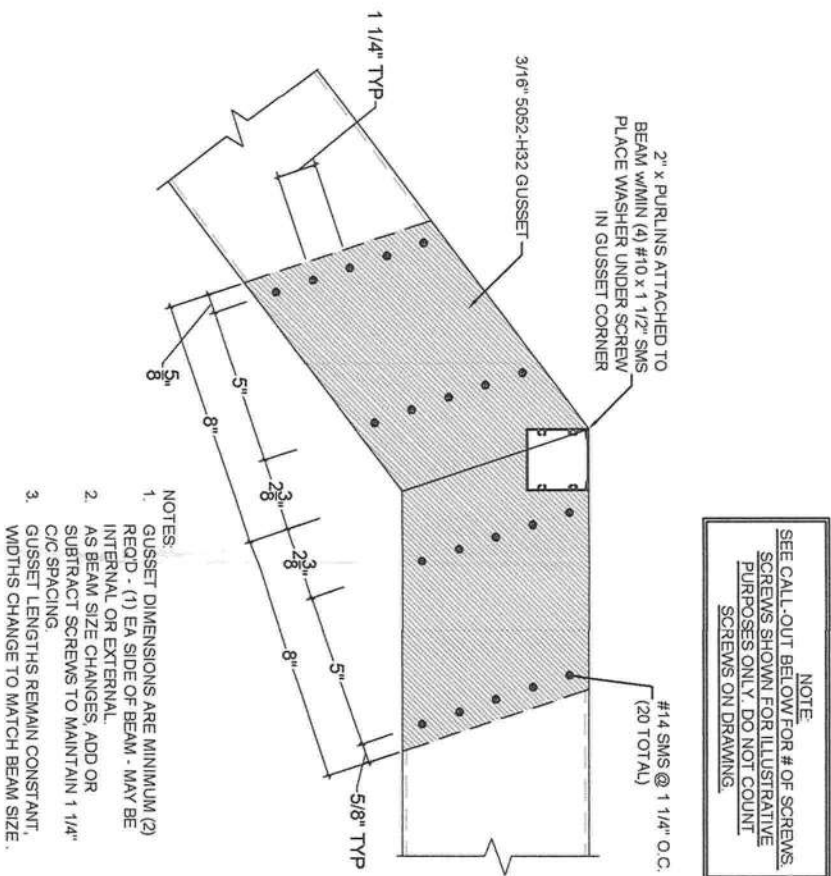 NOTE:
SEE CALL-OUT BELOW FOR # OF SCREWS.
SCREWS SHOWN FOR ILLUSTRATIVE
PURPOSES ONLY. DO NOT COUNT
SCREWS ON DRAWING.
2" x PURLINS ATTACHED TO
BEAM w/MIN (4) #10 x 1 1/2" SMS
PLACE WASHER UNDER SCREW
IN GUSSET CORNER
#14 SMS @ 1 1/4" O.C.
(20 TOTAL)
3/16" 5052-H32 GUSSET
1 1/4" TYP
5/8
5"
8"
2 3/8
2 3/8
5"
8"
5/8" TYP
NOTES:
1. GUSSET DIMENSIONS ARE MINIMUM (2)
REQ'D - (1) EA SIDE OF BEAM - MAY BE
INTERNAL OR EXTERNAL.
2. AS BEAM SIZE CHANGES, ADD OR
SUBTRACT SCREWS TO MAINTAIN 1 1/4"
C/C SPACING.
3. GUSSET LENGTHS REMAIN CONSTANT,
WIDTHS CHANGE TO MATCH BEAM SIZE .